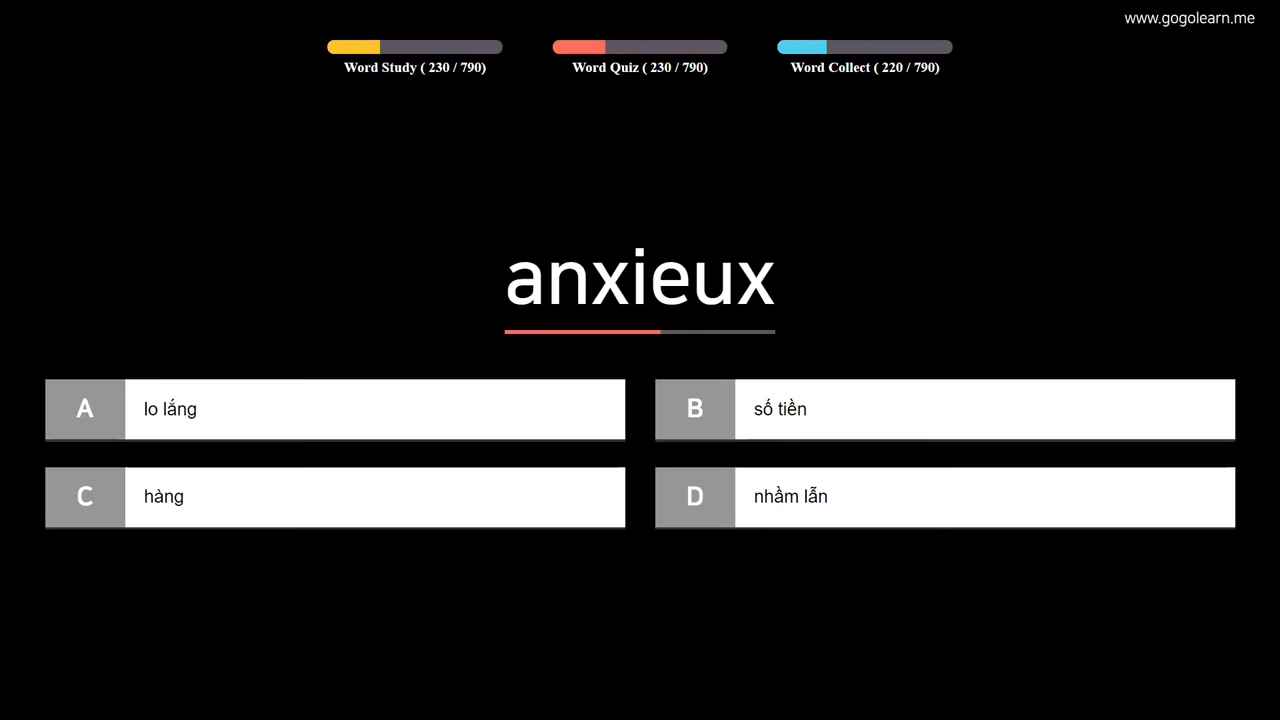 www.gogolearn.me
Word Study ( 230 / 790)
Word Quiz ( 230 / 790)
Word Collect ( 220 / 790)
anxieux
A lo lắng
B số tiền
C hàng
D nhầm lẫn